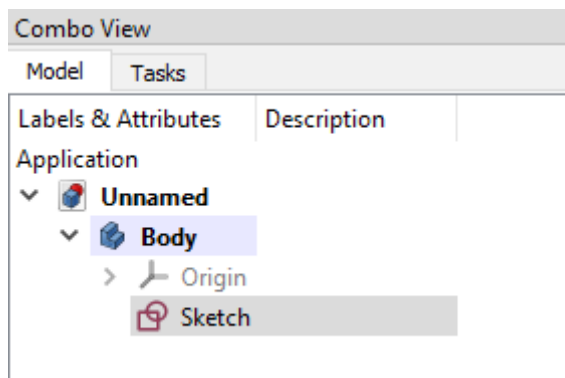 Combo View
Model Tasks
Labels & Attributes Description
Application
Unnamed
Body
Origin
Sketch